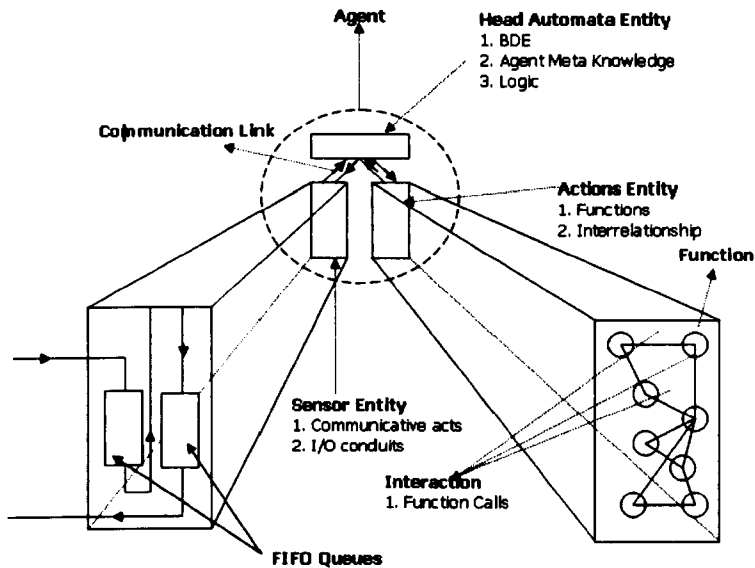 Agent
Head Automata Entity
1. BDE
2. Agent Meta Knowledge
3. Logic
Communication Link
Actions Entity
1. Functions
2. Interrelationship
Function
Sensor Entity
1. Communicative acts
2. I/O conduits
Interaction
1. Function Calls
FIFO Queues